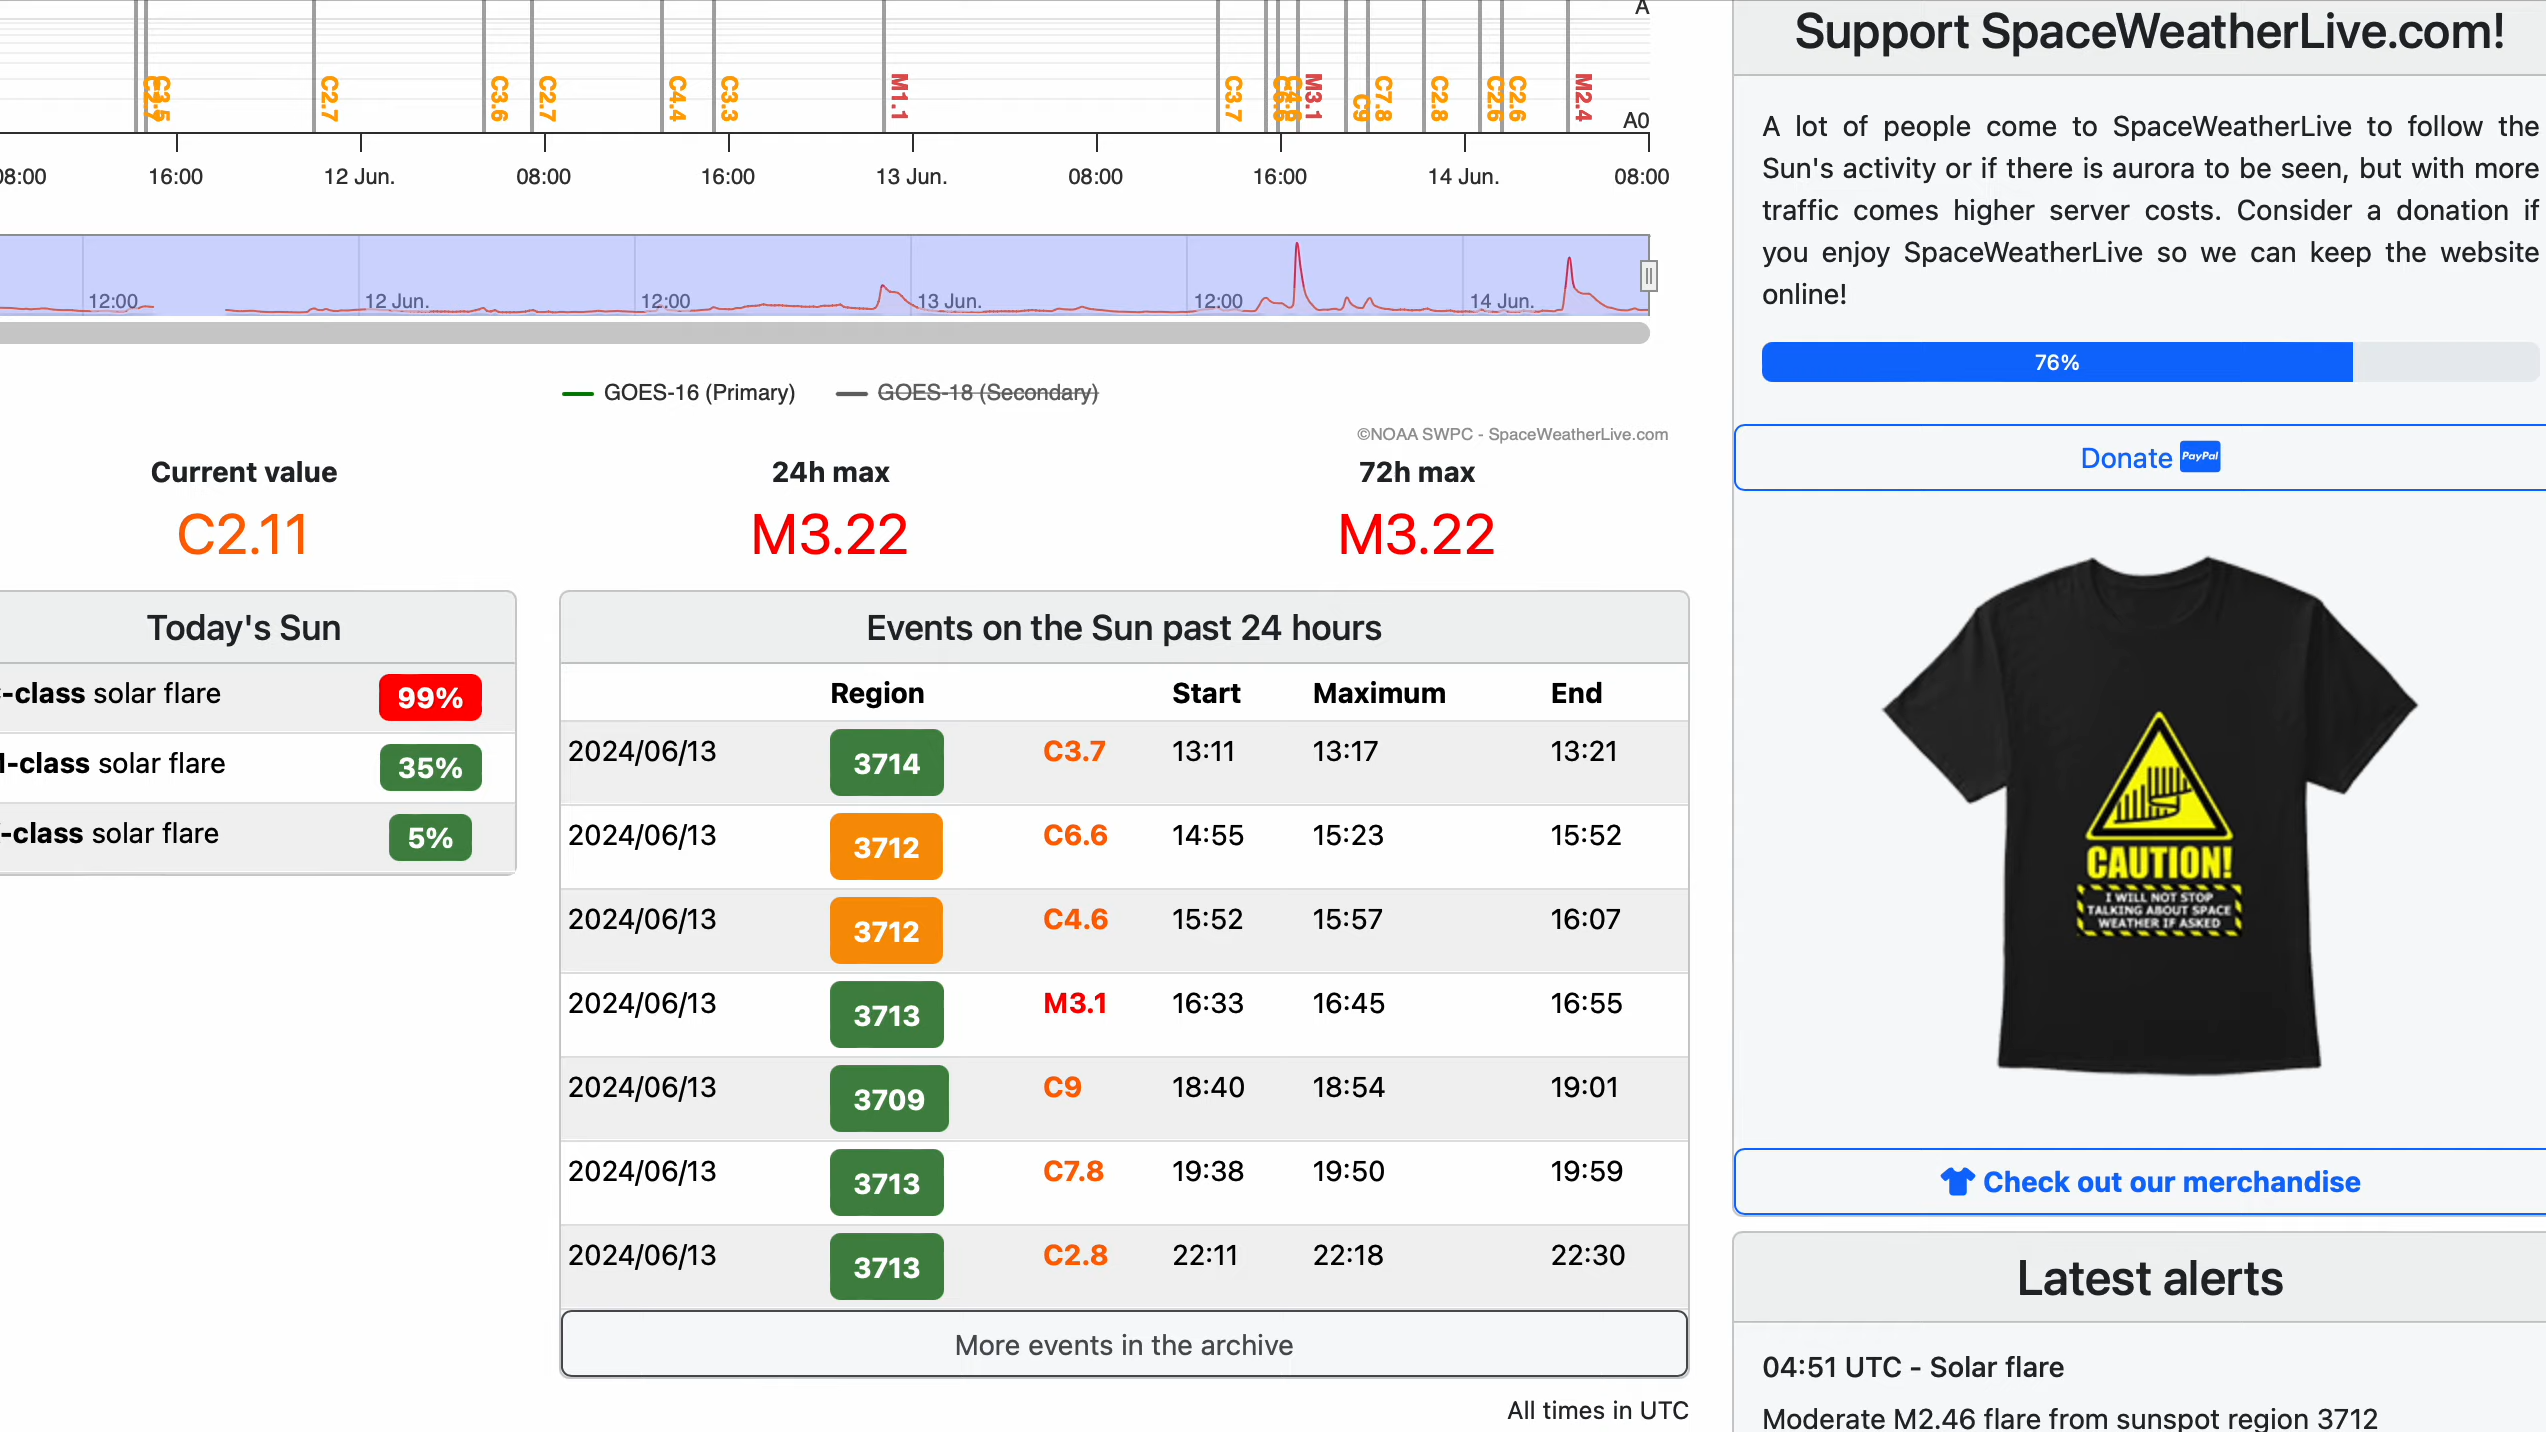 A
C2.7
C3.6
C2.7
C4.4
C3.3
M1.1
C3.7
M3.1
C9
C7.8
C2.8
C2.6
C2.6
M2.4
A0
08:00
16:00
12 Jun.
08:00
16:00
13 Jun.
08:00
16:00
14 Jun.
08:00
12:00
12 Jun.
12:00
13 Jun.
12:00
14 Jun.
GOES-16 (Primary)
GOES-18 (Secondary)
©NOAA SWPC - SpaceWeatherLive.com
Current value
24h max
72h max
C2.11
M3.22
M3.22
Today's Sun
-class solar flare 99%
-class solar flare 35%
-class solar flare 5%
Events on the Sun past 24 hours
Region Start Maximum End
2024/06/13 3714 C3.7 13:11 13:17 13:21
2024/06/13 3712 C6.6 14:55 15:23 15:52
2024/06/13 3712 C4.6 15:52 15:57 16:07
2024/06/13 3713 M3.1 16:33 16:45 16:55
2024/06/13 3709 C9 18:40 18:54 19:01
2024/06/13 3713 C7.8 19:38 19:50 19:59
2024/06/13 3713 C2.8 22:11 22:18 22:30
More events in the archive
All times in UTC
Support SpaceWeatherLive.com!
A lot of people come to SpaceWeatherLive to follow the
Sun's activity or if there is aurora to be seen, but with more
traffic comes higher server costs. Consider a donation if
you enjoy SpaceWeatherLive so we can keep the website
online!
76%
Donate PayPal
CAUTION!
I WILL NOT STOP
TALKING ABOUT SPACE
WEATHER IF ASKED
Check out our merchandise
Latest alerts
04:51 UTC - Solar flare
Moderate M2.46 flare from sunspot region 3712